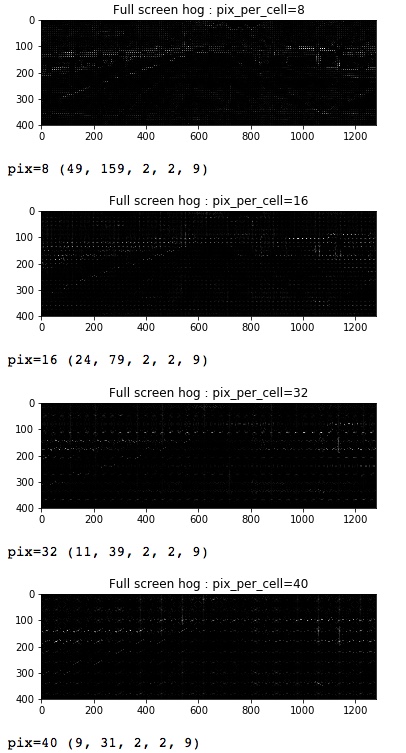 Full screen hog : pix_per_cell=8
0
100
200
300
400
0 200 400 600 800 1000 1200
pix=8 (49, 159, 2, 2, 9)
Full screen hog : pix_per_cell=16
0
100
200
300
400
0 200 400 600 800 1000 1200
pix=16 (24, 79, 2, 2, 9)
Full screen hog : pix_per_cell=32
0
100
200
300
400
0 200 400 600 800 1000 1200
pix=32 (11, 39, 2, 2, 9)
Full screen hog : pix_per_cell=40
0
100
200
300
400
0 200 400 600 800 1000 1200
pix=40 (9, 31, 2, 2, 9)